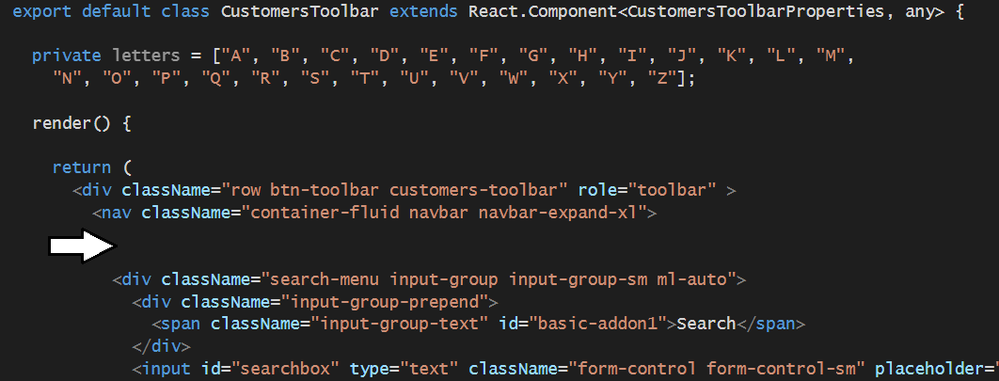 export default class CustomersToolbar extends React.Component<CustomersToolbarProperties, any> {
private letters = ["A", "B", "C", "D", "E", "F", "G", "H", "I", "J", "K", "L", "M",
"N", "O", "P", "Q", "R", "S", "T", "U", "V", "W", "X", "Y", "Z"];
render() {
return (
<div className="row btn-toolbar customers-toolbar" role="toolbar" >
<nav className="container-fluid navbar navbar-expand-xl">
<div className="search-menu input-group input-group-sm ml-auto">
<div className="input-group-prepend">
<span className="input-group-text" id="basic-addon1">Search</span>
</div>
<input id="searchbox" type="text" className="form-control form-control-sm" placeholder="